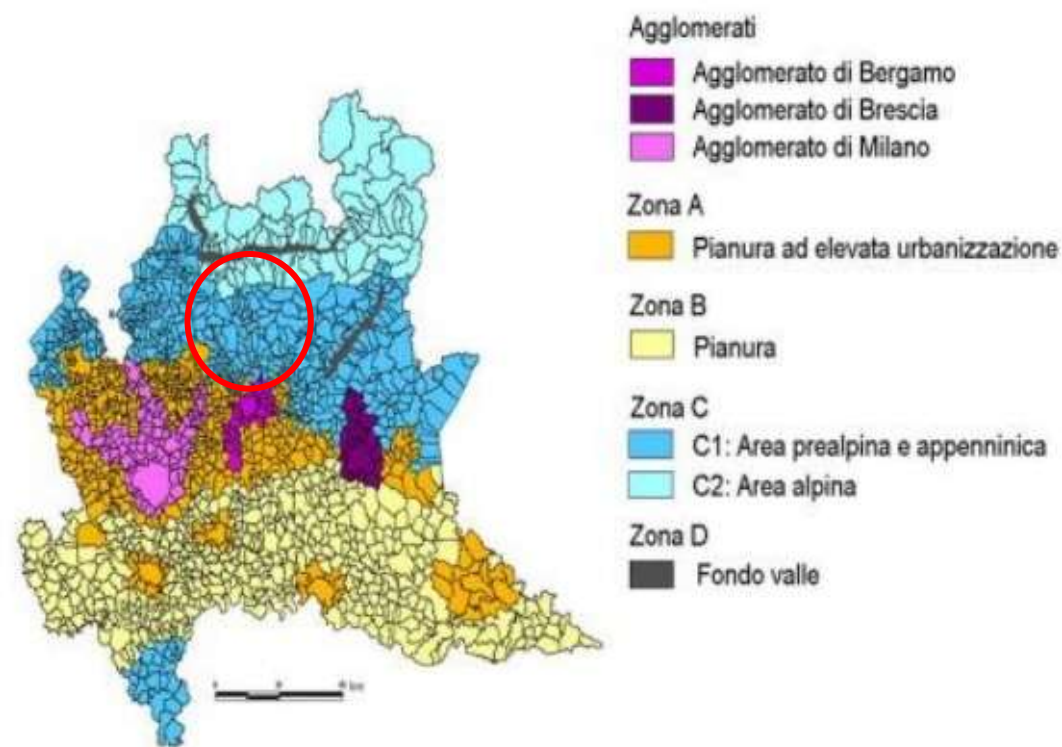 Agglomerati
Agglomerato di Bergamo
Agglomerato di Brescia
Agglomerato di Milano
Zona A
Pianura ad elevata urbanizzazione
Zona B
Pianura
Zona C
C1: Area prealpina e appenninica
C2: Area alpina
Zona D
Fondo valle